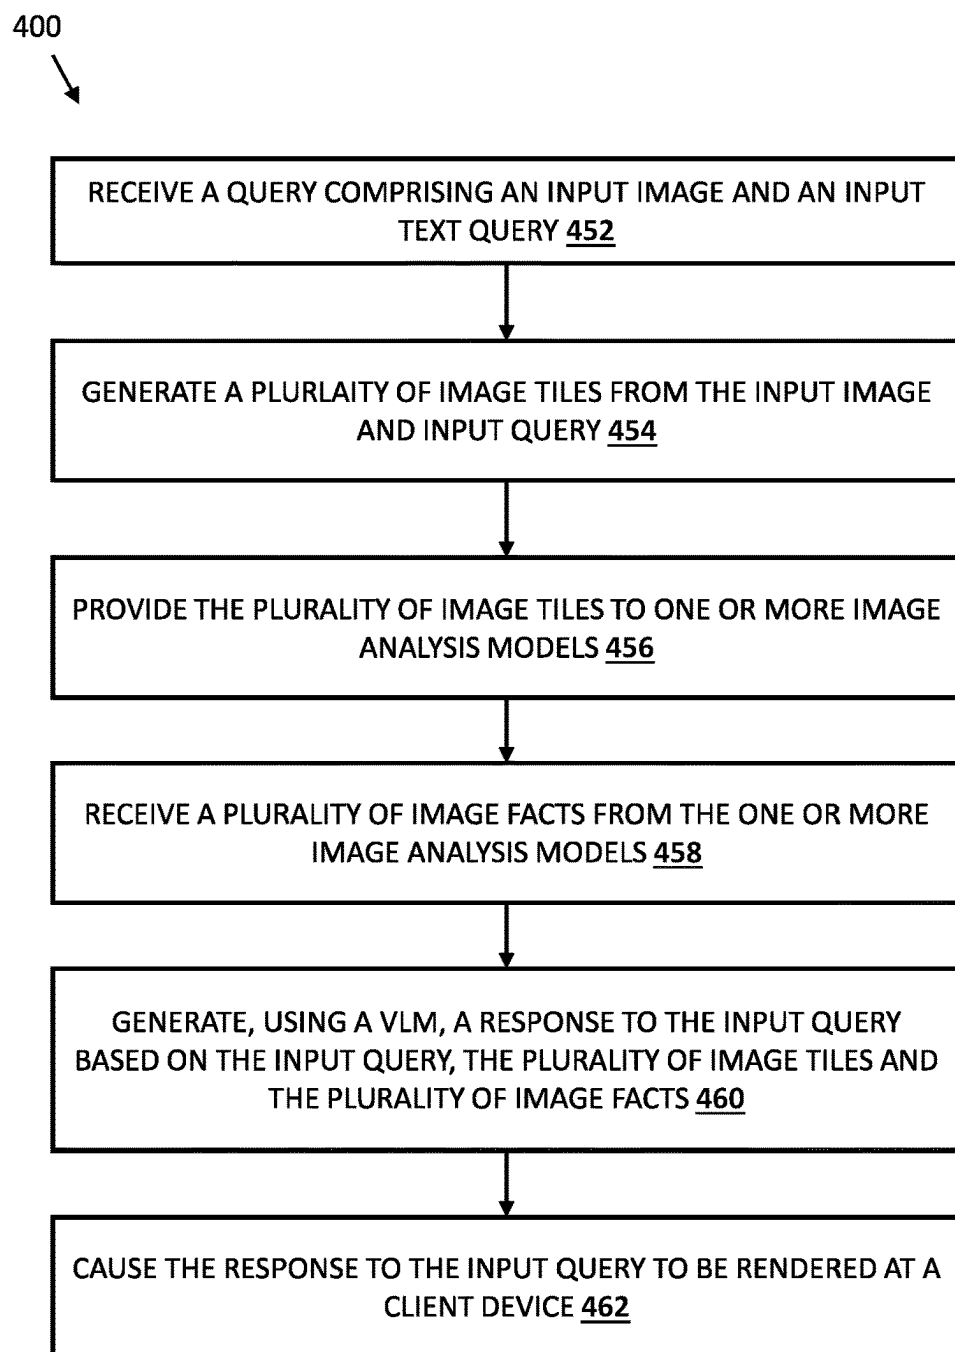 400
RECEIVE A QUERY COMPRISING AN INPUT IMAGE AND AN INPUT
TEXT QUERY 452
GENERATE A PLURLAITY OF IMAGE TILES FROM THE INPUT IMAGE
AND INPUT QUERY 454
PROVIDE THE PLURALITY OF IMAGE TILES TO ONE OR MORE IMAGE
ANALYSIS MODELS 456
RECEIVE A PLURALITY OF IMAGE FACTS FROM THE ONE OR MORE
IMAGE ANALYSIS MODELS 458
GENERATE, USING A VLM, A RESPONSE TO THE INPUT QUERY
BASED ON THE INPUT QUERY, THE PLURALITY OF IMAGE TILES AND
THE PLURALITY OF IMAGE FACTS 460
CAUSE THE RESPONSE TO THE INPUT QUERY TO BE RENDERED AT A
CLIENT DEVICE 462